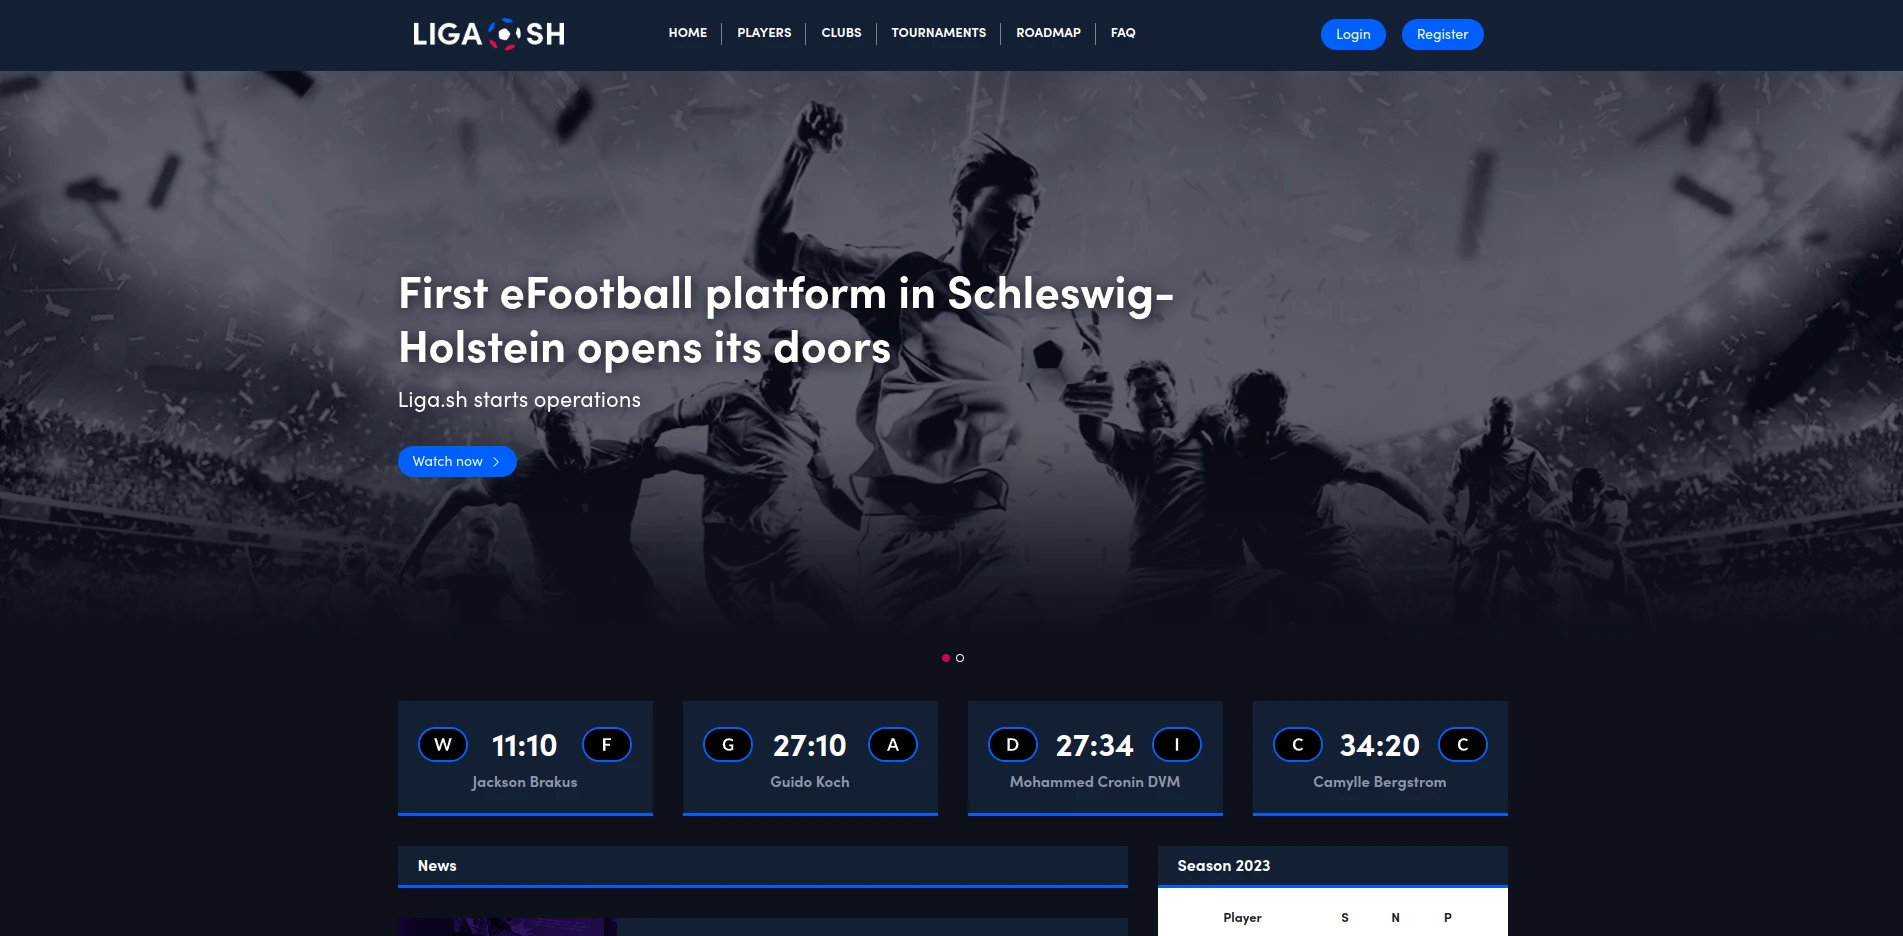 LIGA SH
HOME
PLAYERS
CLUBS
TOURNAMENTS
ROADMAP
FAQ
Login
Register
First eFootball platform in Schleswig-
Holstein opens its doors
Liga.sh starts operations
Watch now
W 11:10 F
Jackson Brakus
G 27:10 A
Guido Koch
D 27:34 I
Mohammed Cronin DVM
C 34:20 C
Camylle Bergstrom
News
Season 2023
Player S N P